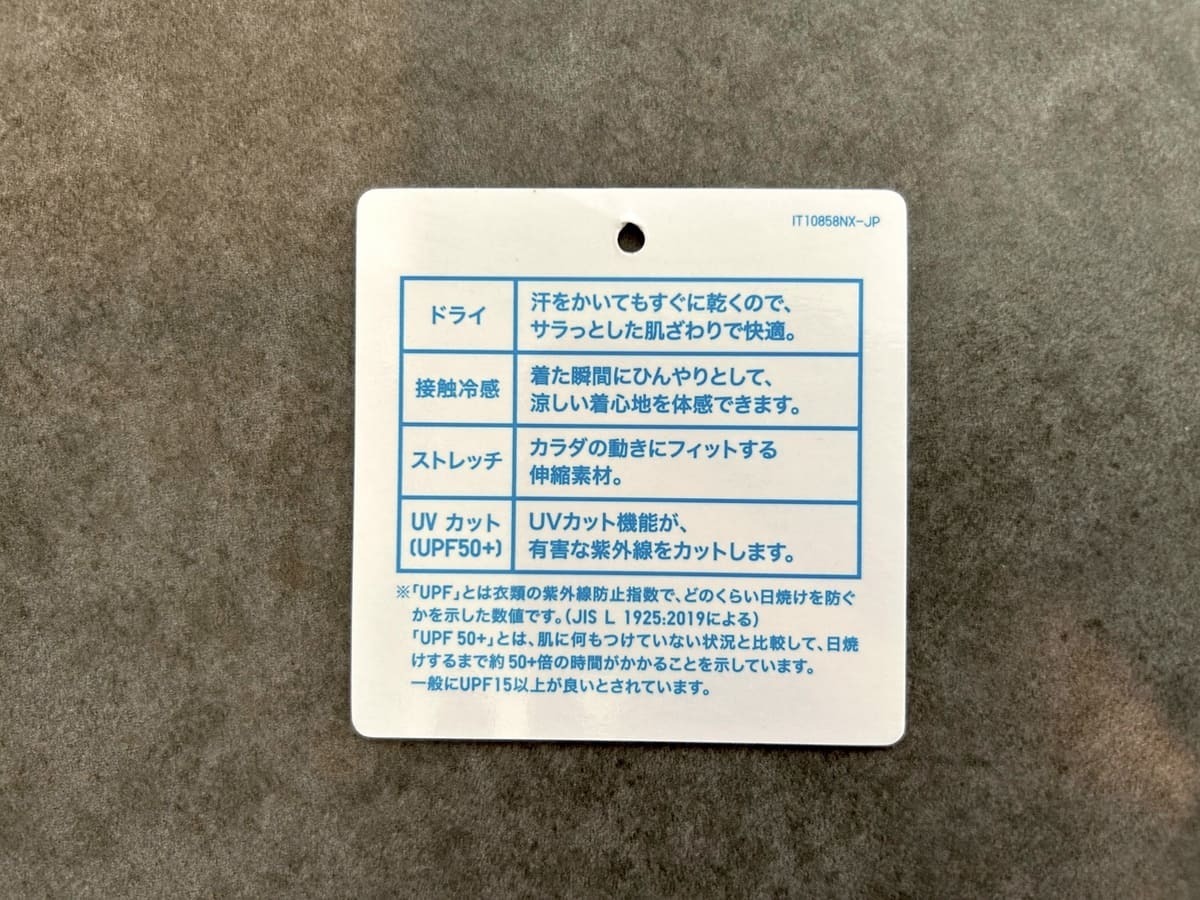 IT10858NX-JP
ドライ
汗をかいてもすぐに乾くので、
サラっとした肌ざわりで快適。
接触冷感
着た瞬間にひんやりとして、
涼しい着心地を体感できます。
ストレッチ
カラダの動きにフィットする
伸縮素材。
UV カット
(UPF50+)
UVカット機能が、
有害な紫外線をカットします。
※「UPF」とは衣類の紫外線防止指数で、どのくらい日焼けを防ぐ
かを示した数値です。(JIS L 1925:2019による)
「UPF 50+」とは、肌に何もつけていない状況と比較して、日焼
けするまで約50+倍の時間がかかることを示しています。
一般にUPF15以上が良いとされています。